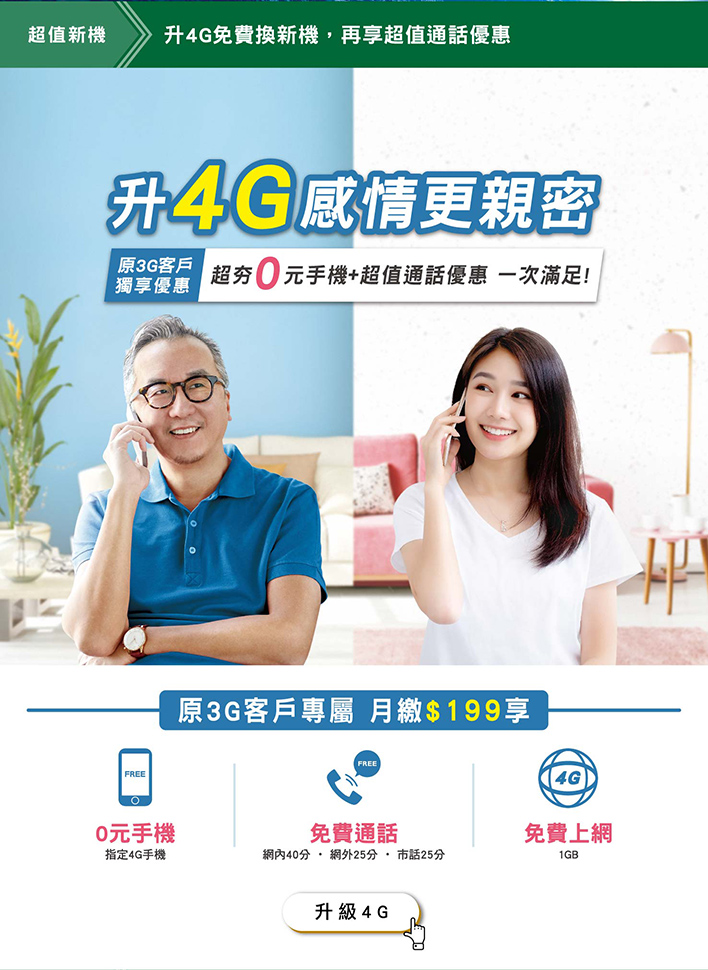 超值新機
升4G免費換新機，再享超值通話優惠
升4G感情更親密
原3G客戶
獨享優惠
超夯0元手機+超值通話優惠 一次滿足!
原3G客戶專屬 月繳$199享
FREE
0元手機
指定4G手機
FREE
免費通話
網內40分 ‧ 網外25分 ‧ 市話25分
4G
免費上網
1GB
升級4G